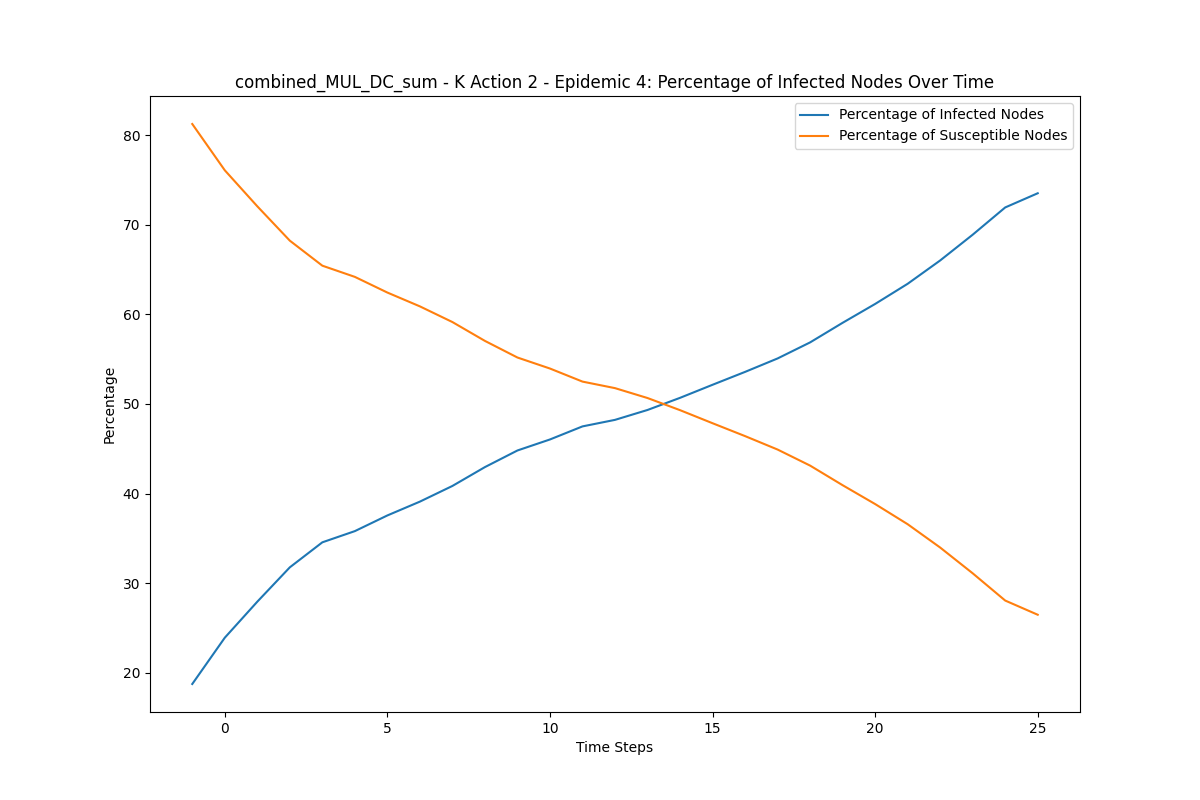 combined_MUL_DC_sum - K Action 2 - Epidemic 4: Percentage of Infected Nodes Over Time
Percentage of Infected Nodes
Percentage of Susceptible Nodes
80
70
60
50
40
30
20
Percentage
0 5 10 15 20 25
Time Steps